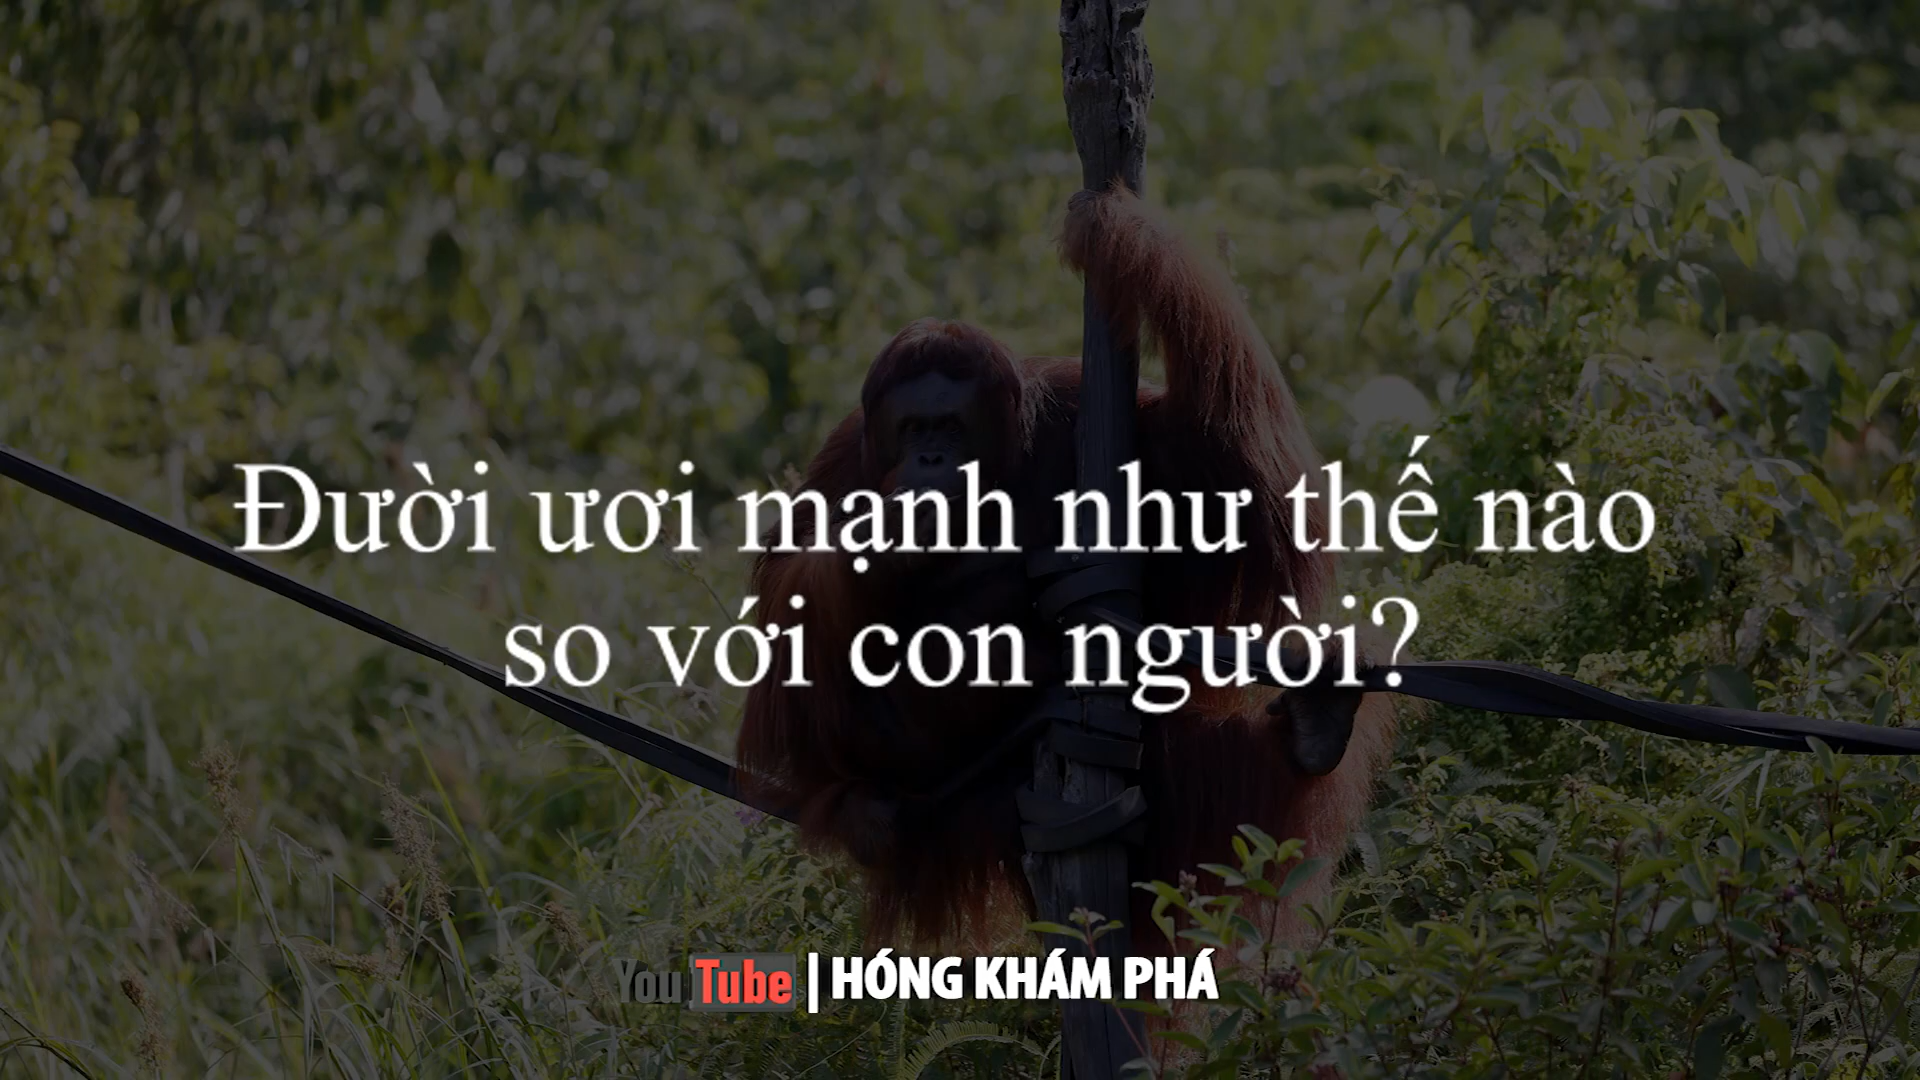 Đười ươi mạnh như thế nào
so với con người?
YouTube | HÓNG KHÁM PHÁ